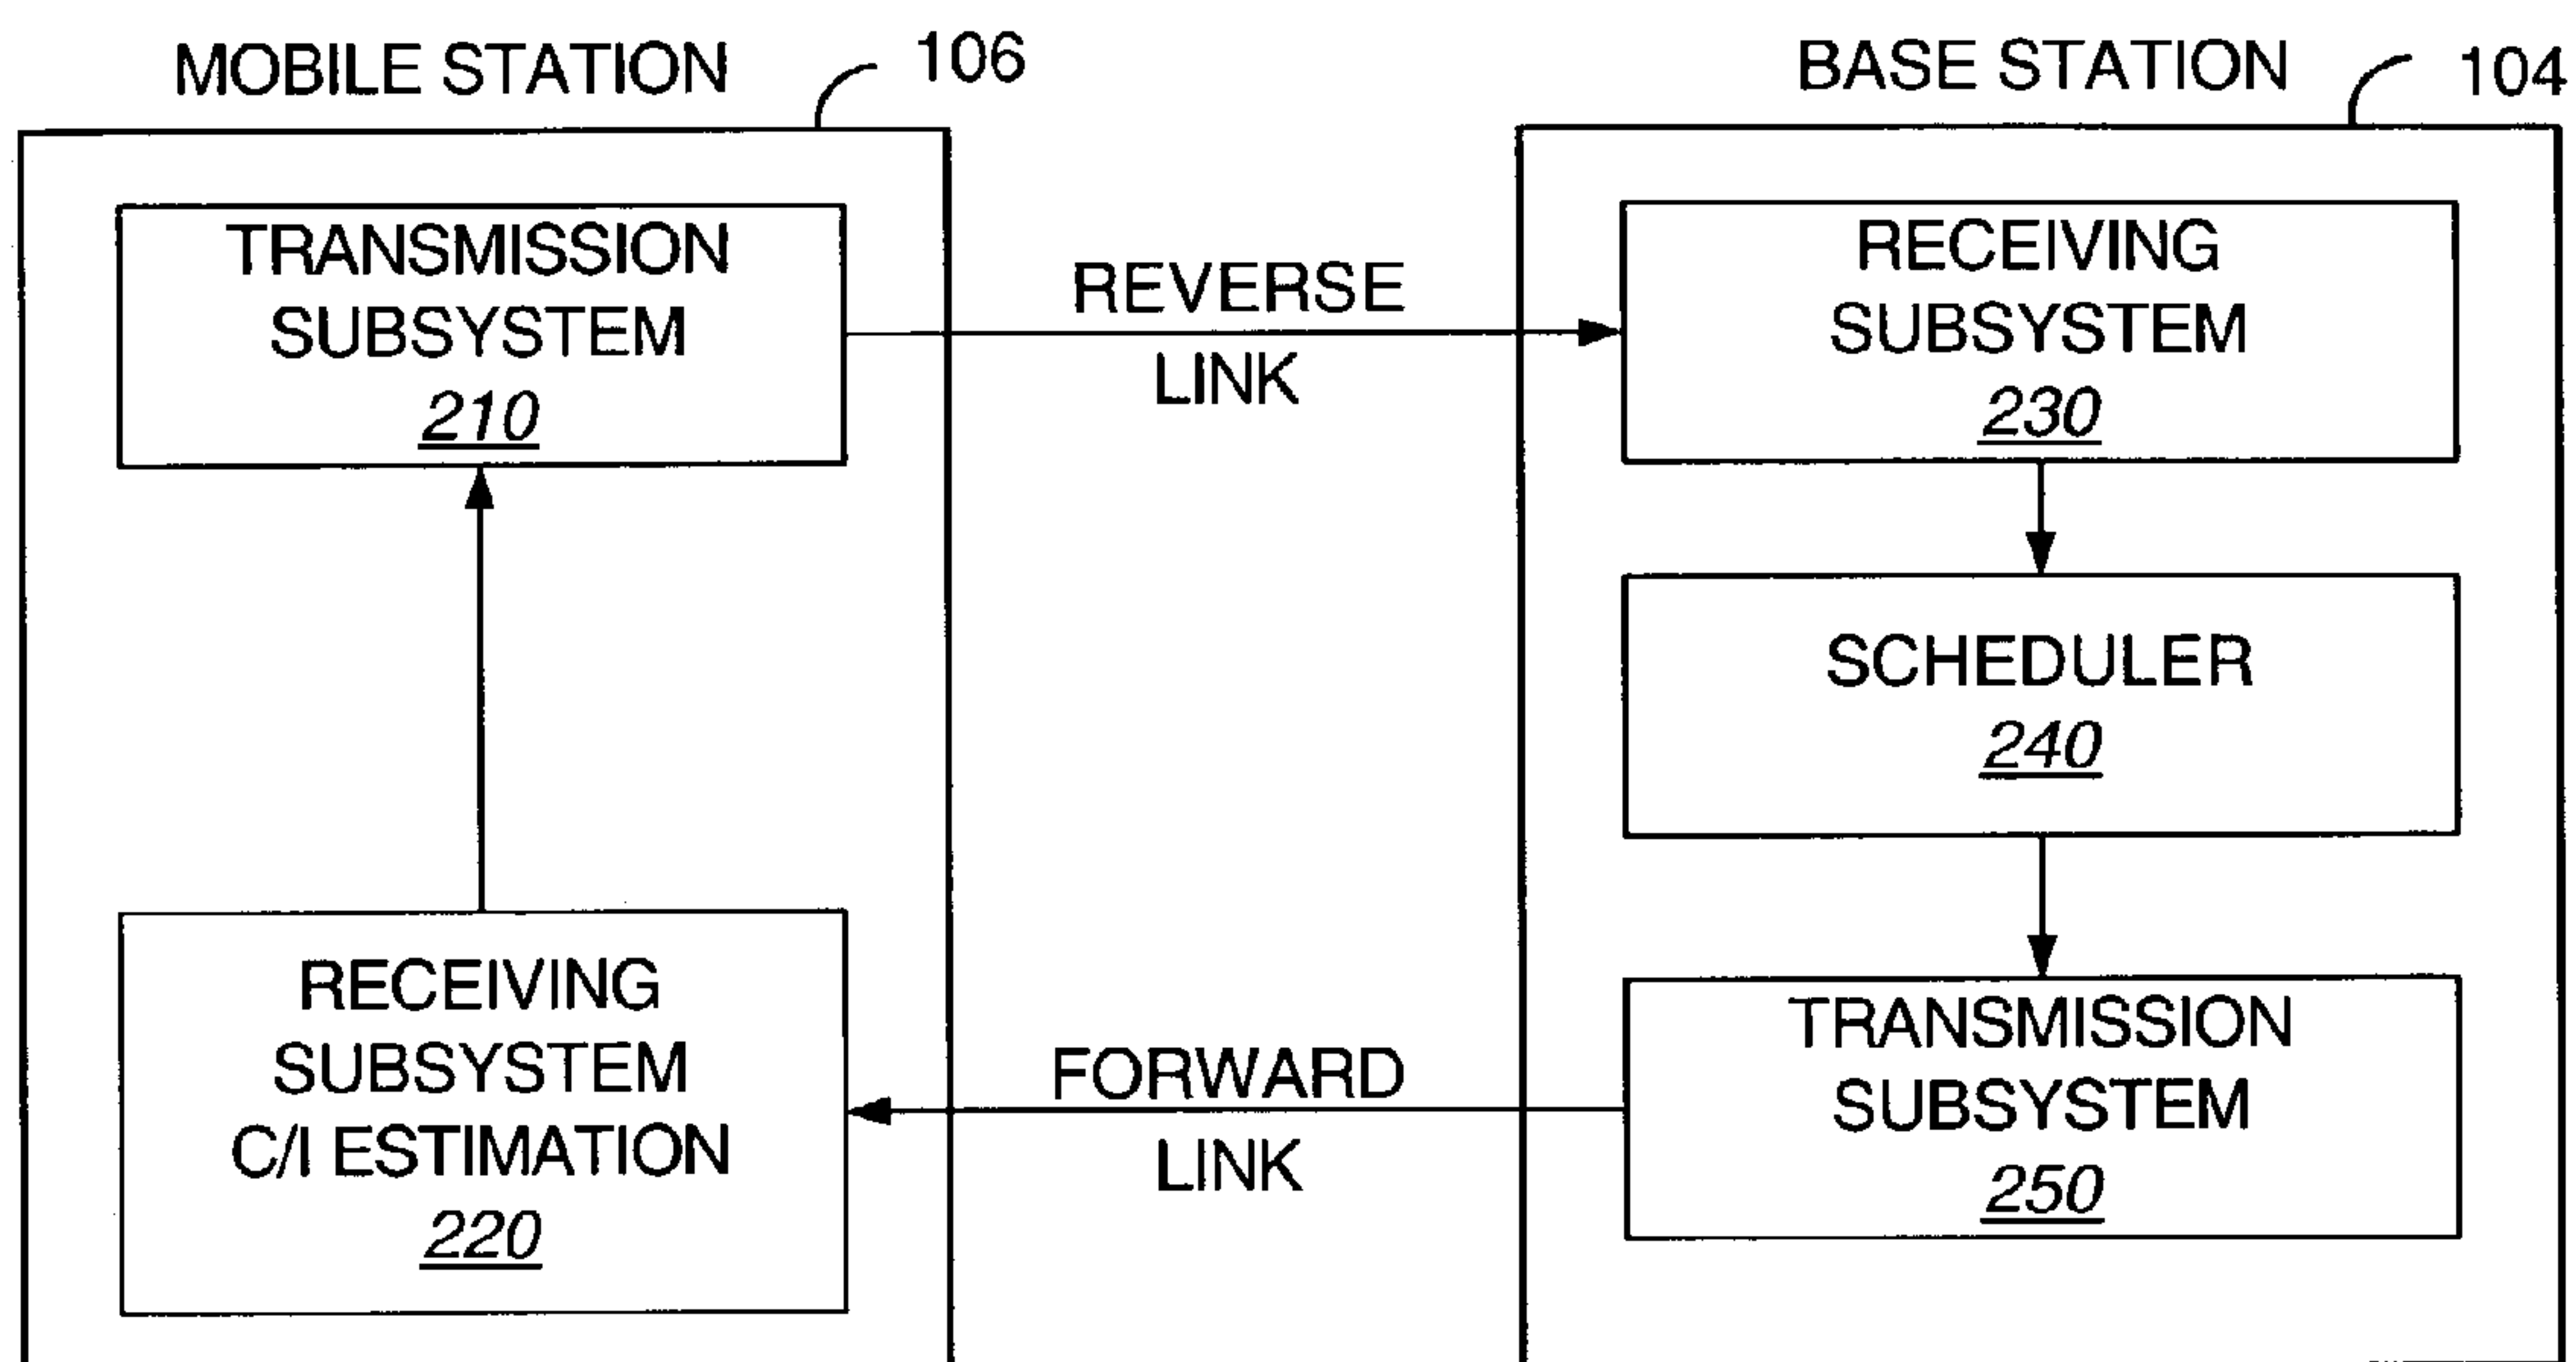 MOBILE STATION
106
BASE STATION
104
TRANSMISSION
SUBSYSTEM
210
REVERSE
LINK
RECEIVING
SUBSYSTEM
230
SCHEDULER
240
RECEIVING
SUBSYSTEM
C/I ESTIMATION
220
FORWARD
LINK
TRANSMISSION
SUBSYSTEM
250